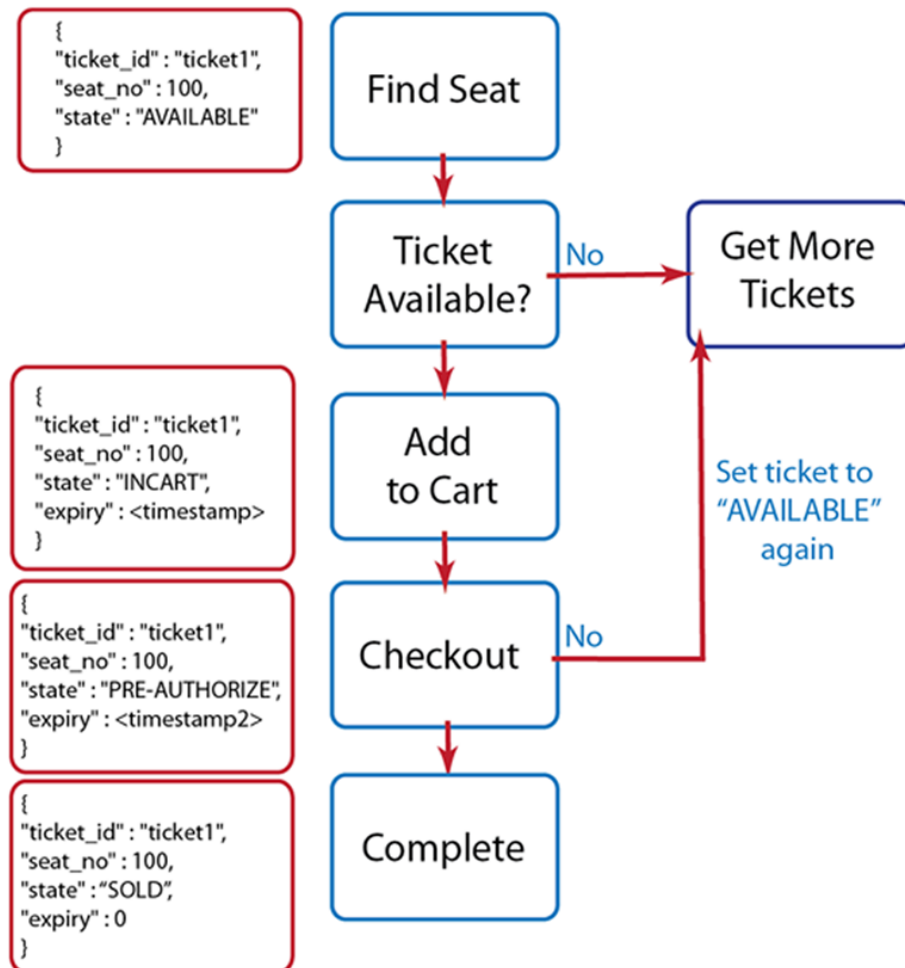 {
"ticket_id" : "ticket1",
"seat_no" : 100,
"state" : "AVAILABLE"
}
Find Seat
Ticket
Available?
No
Get More
Tickets
{
"ticket_id" : "ticket1",
"seat_no" : 100,
"state" : "INCART",
"expiry" : <timestamp>
}
Add
to Cart
Set ticket to
“AVAILABLE”
again
{
"ticket_id" : "ticket1",
"seat_no" : 100,
"state" : "PRE-AUTHORIZE",
"expiry" : <timestamp2>
}
Checkout
No
{
"ticket_id" : "ticket1",
"seat_no" : 100,
"state" : “SOLD”,
"expiry" : 0
}
Complete